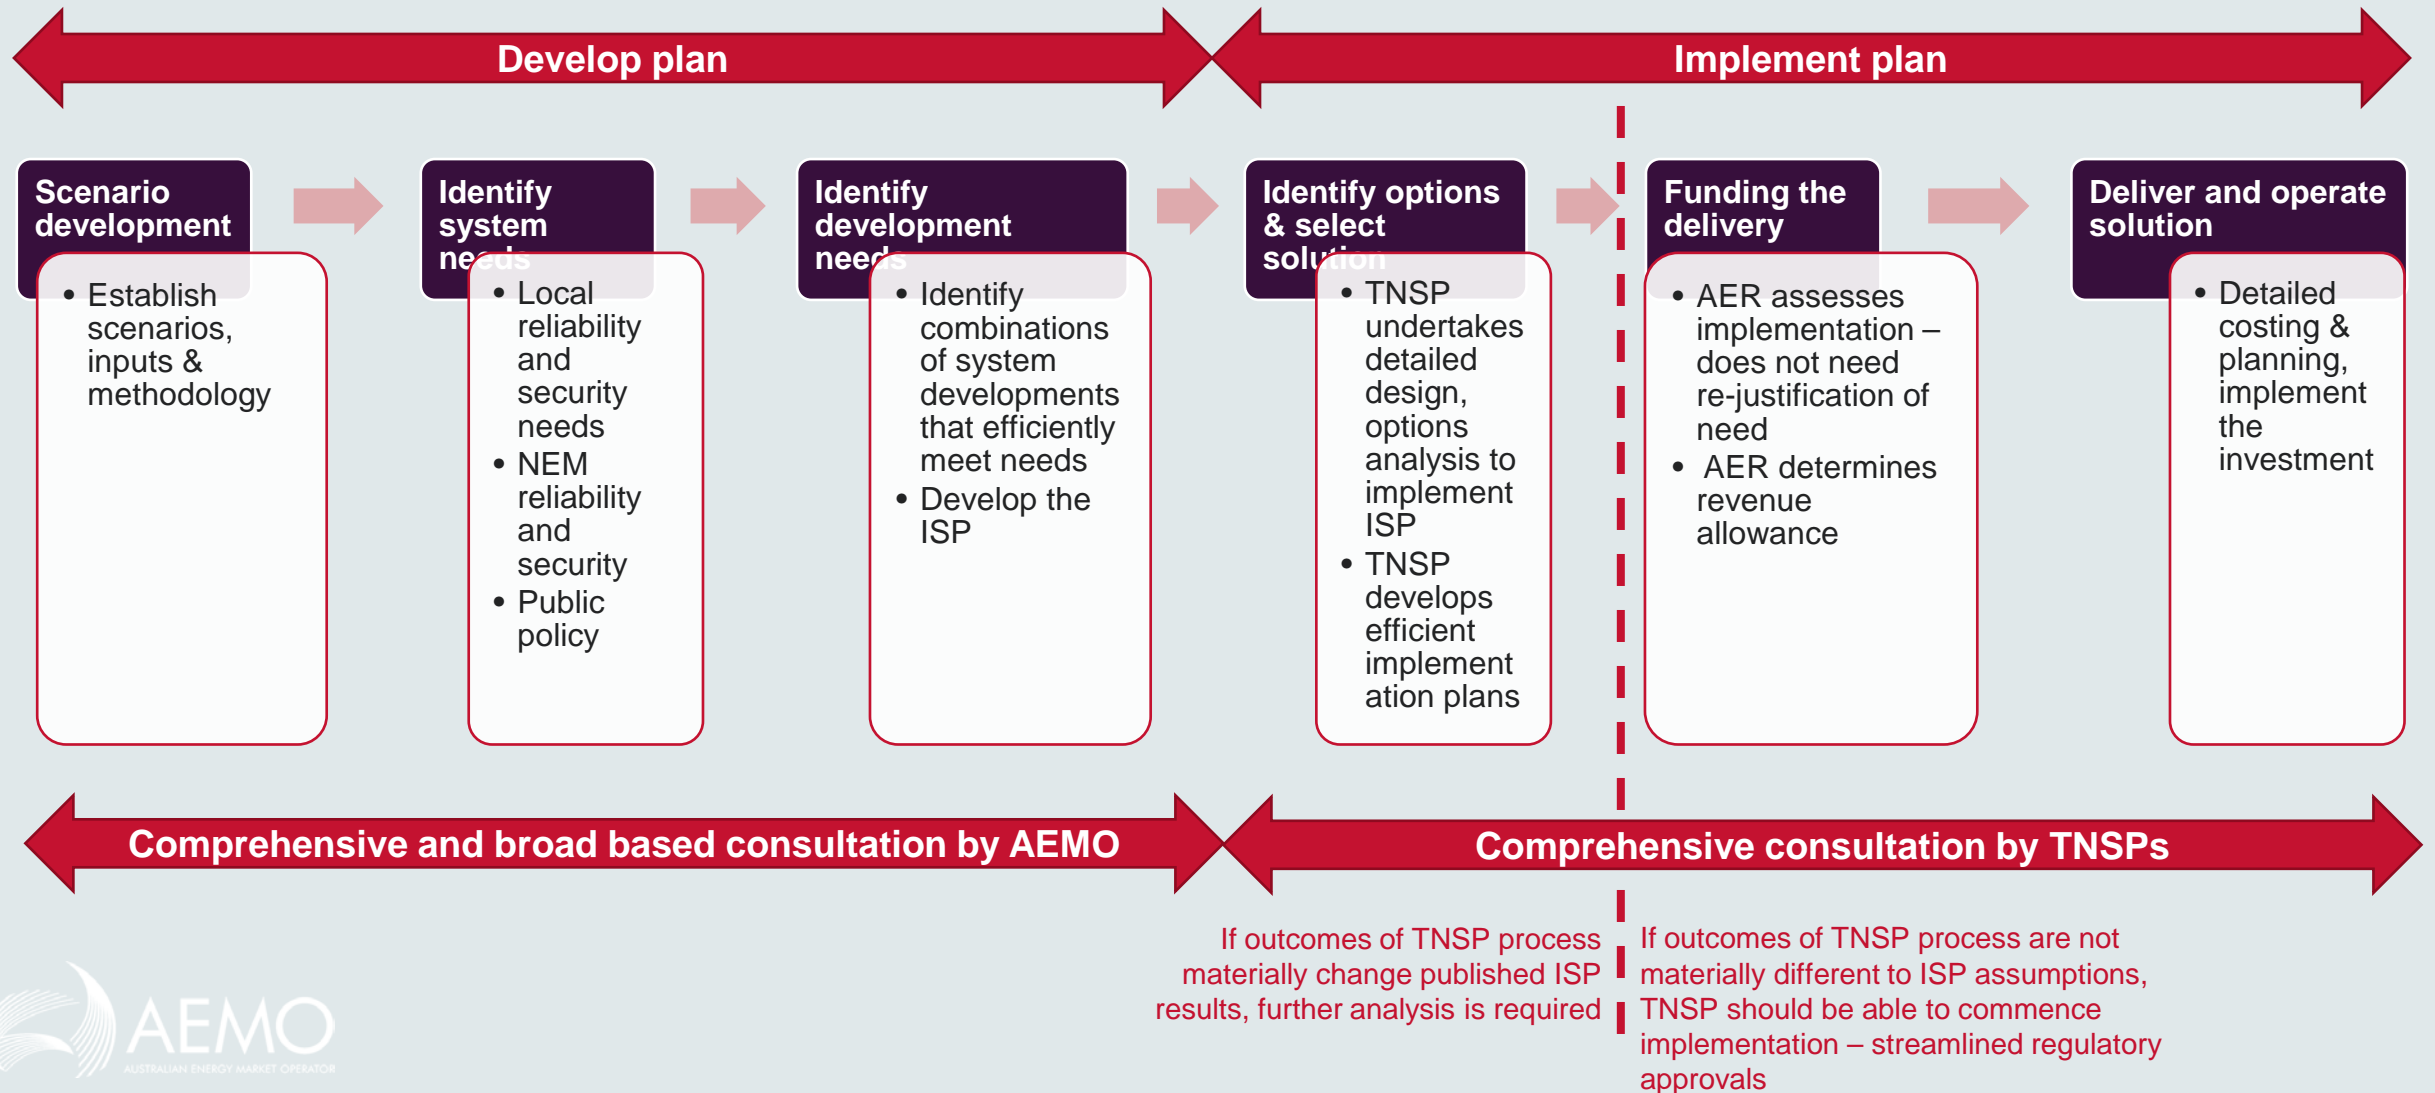 Develop plan
Implement plan
Scenario
development
• Establish
scenarios,
inputs &
methodology
Identify
system
needs
• Local
reliability
and
security
needs
• NEM
reliability
and
security
• Public
policy
Identify
development
needs
• Identify
combinations
of system
developments
that efficiently
meet needs
• Develop the
ISP
Identify options
& select
solution
• TNSP
undertakes
detailed
design,
options
analysis to
implement
ISP
• TNSP
develops
efficient
implement
ation plans
Funding the
delivery
• AER assesses
implementation –
does not need
re-justification of
need
• AER determines
revenue
allowance
Deliver and operate
solution
• Detailed
costing &
planning,
implement
the
investment
Comprehensive and broad based consultation by AEMO
Comprehensive consultation by TNSPs
If outcomes of TNSP process
materially change published ISP
results, further analysis is required
If outcomes of TNSP process are not
materially different to ISP assumptions,
TNSP should be able to commence
implementation – streamlined regulatory
approvals
AEMO
AUSTRALIAN ENERGY MARKET OPERATOR